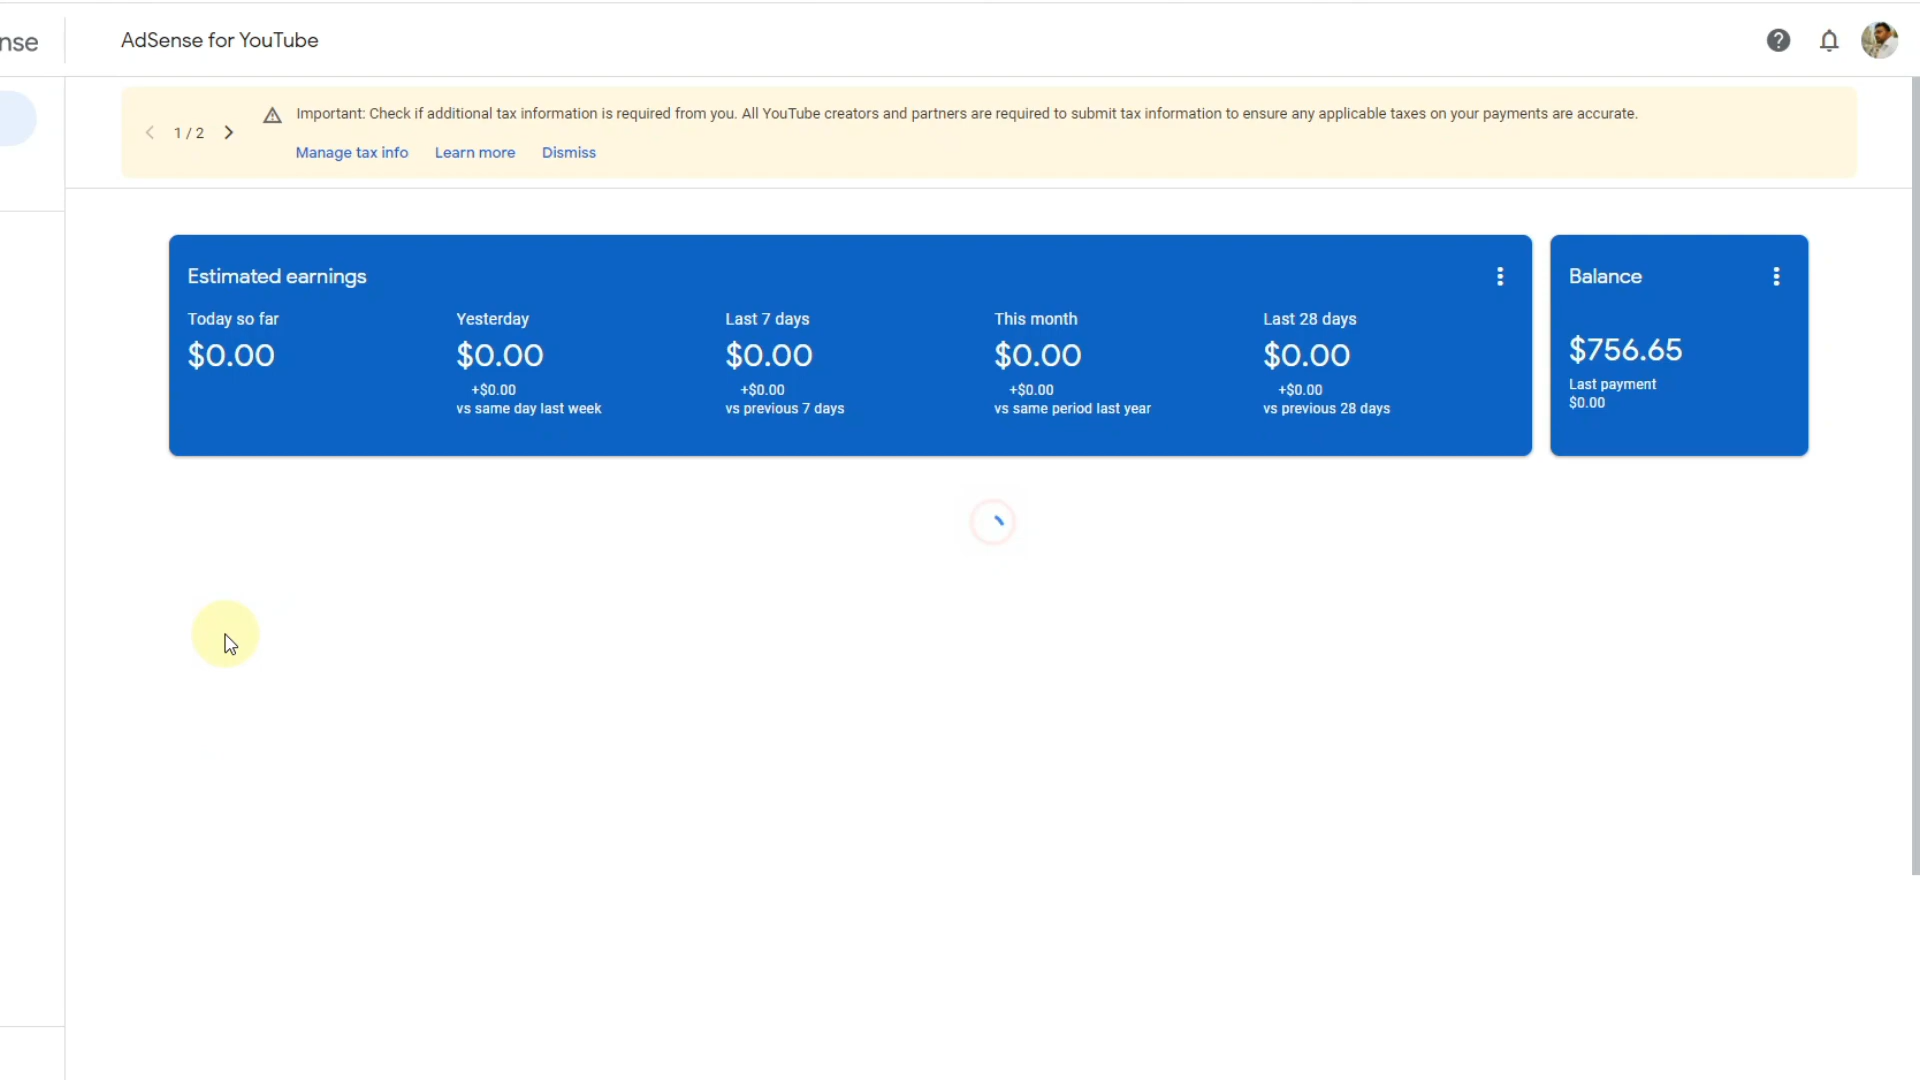 nse
AdSense for YouTube
1 / 2
Important: Check if additional tax information is required from you. All YouTube creators and partners are required to submit tax information to ensure any applicable taxes on your payments are accurate.
Manage tax info Learn more Dismiss
Estimated earnings
Today so far
$0.00
Yesterday
$0.00
+$0.00
vs same day last week
Last 7 days
$0.00
+$0.00
vs previous 7 days
This month
$0.00
+$0.00
vs same period last year
Last 28 days
$0.00
+$0.00
vs previous 28 days
Balance
$756.65
Last payment
$0.00